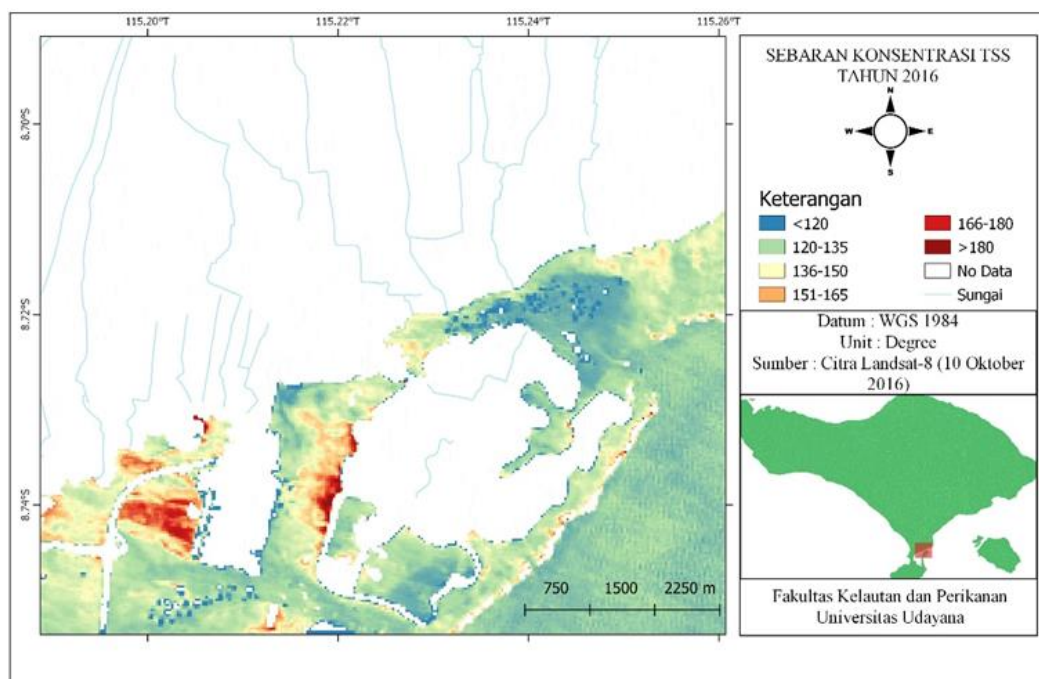 115.20°T
115.22°T
115.24°T
115.26°T
8.70°S
8.72°S
8.74°S
750 1500 2250 m
SEBARAN KONSENTRASI TSS
TAHUN 2016
N
W E
S
Keterangan
<120
120-135
136-150
151-165
166-180
>180
No Data
Sungai
Datum : WGS 1984
Unit : Degree
Sumber : Citra Landsat-8 (10 Oktober
2016)
Fakultas Kelautan dan Perikanan
Universitas Udayana